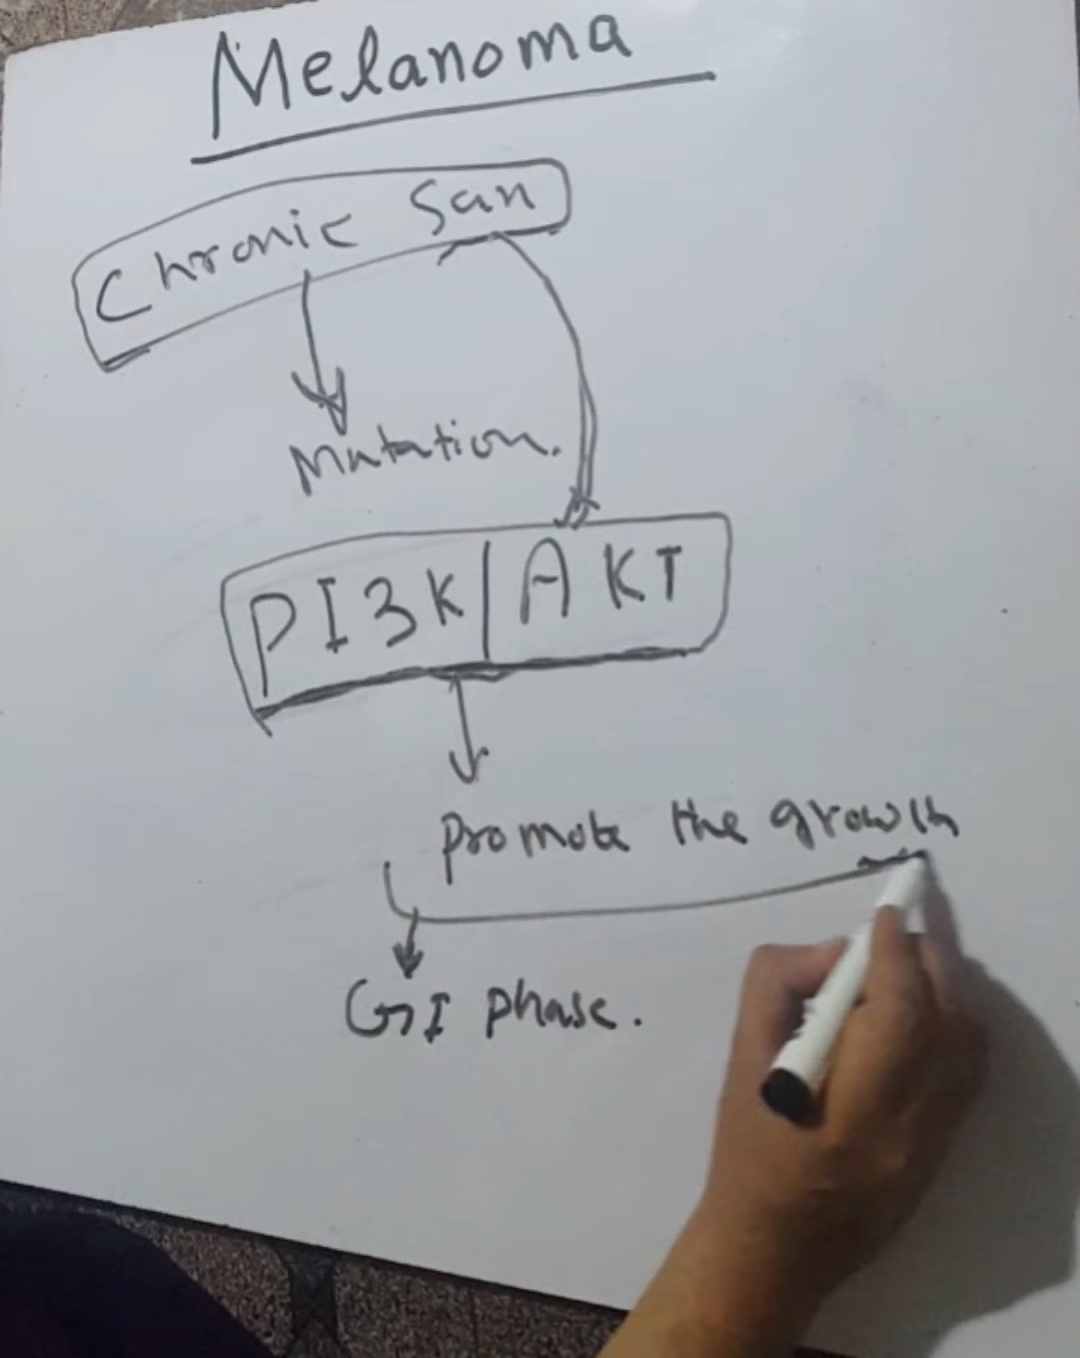 Melanoma
Chronic Sun
Mutation.
PI3K/AKT
Promote the growth
G1 phase.